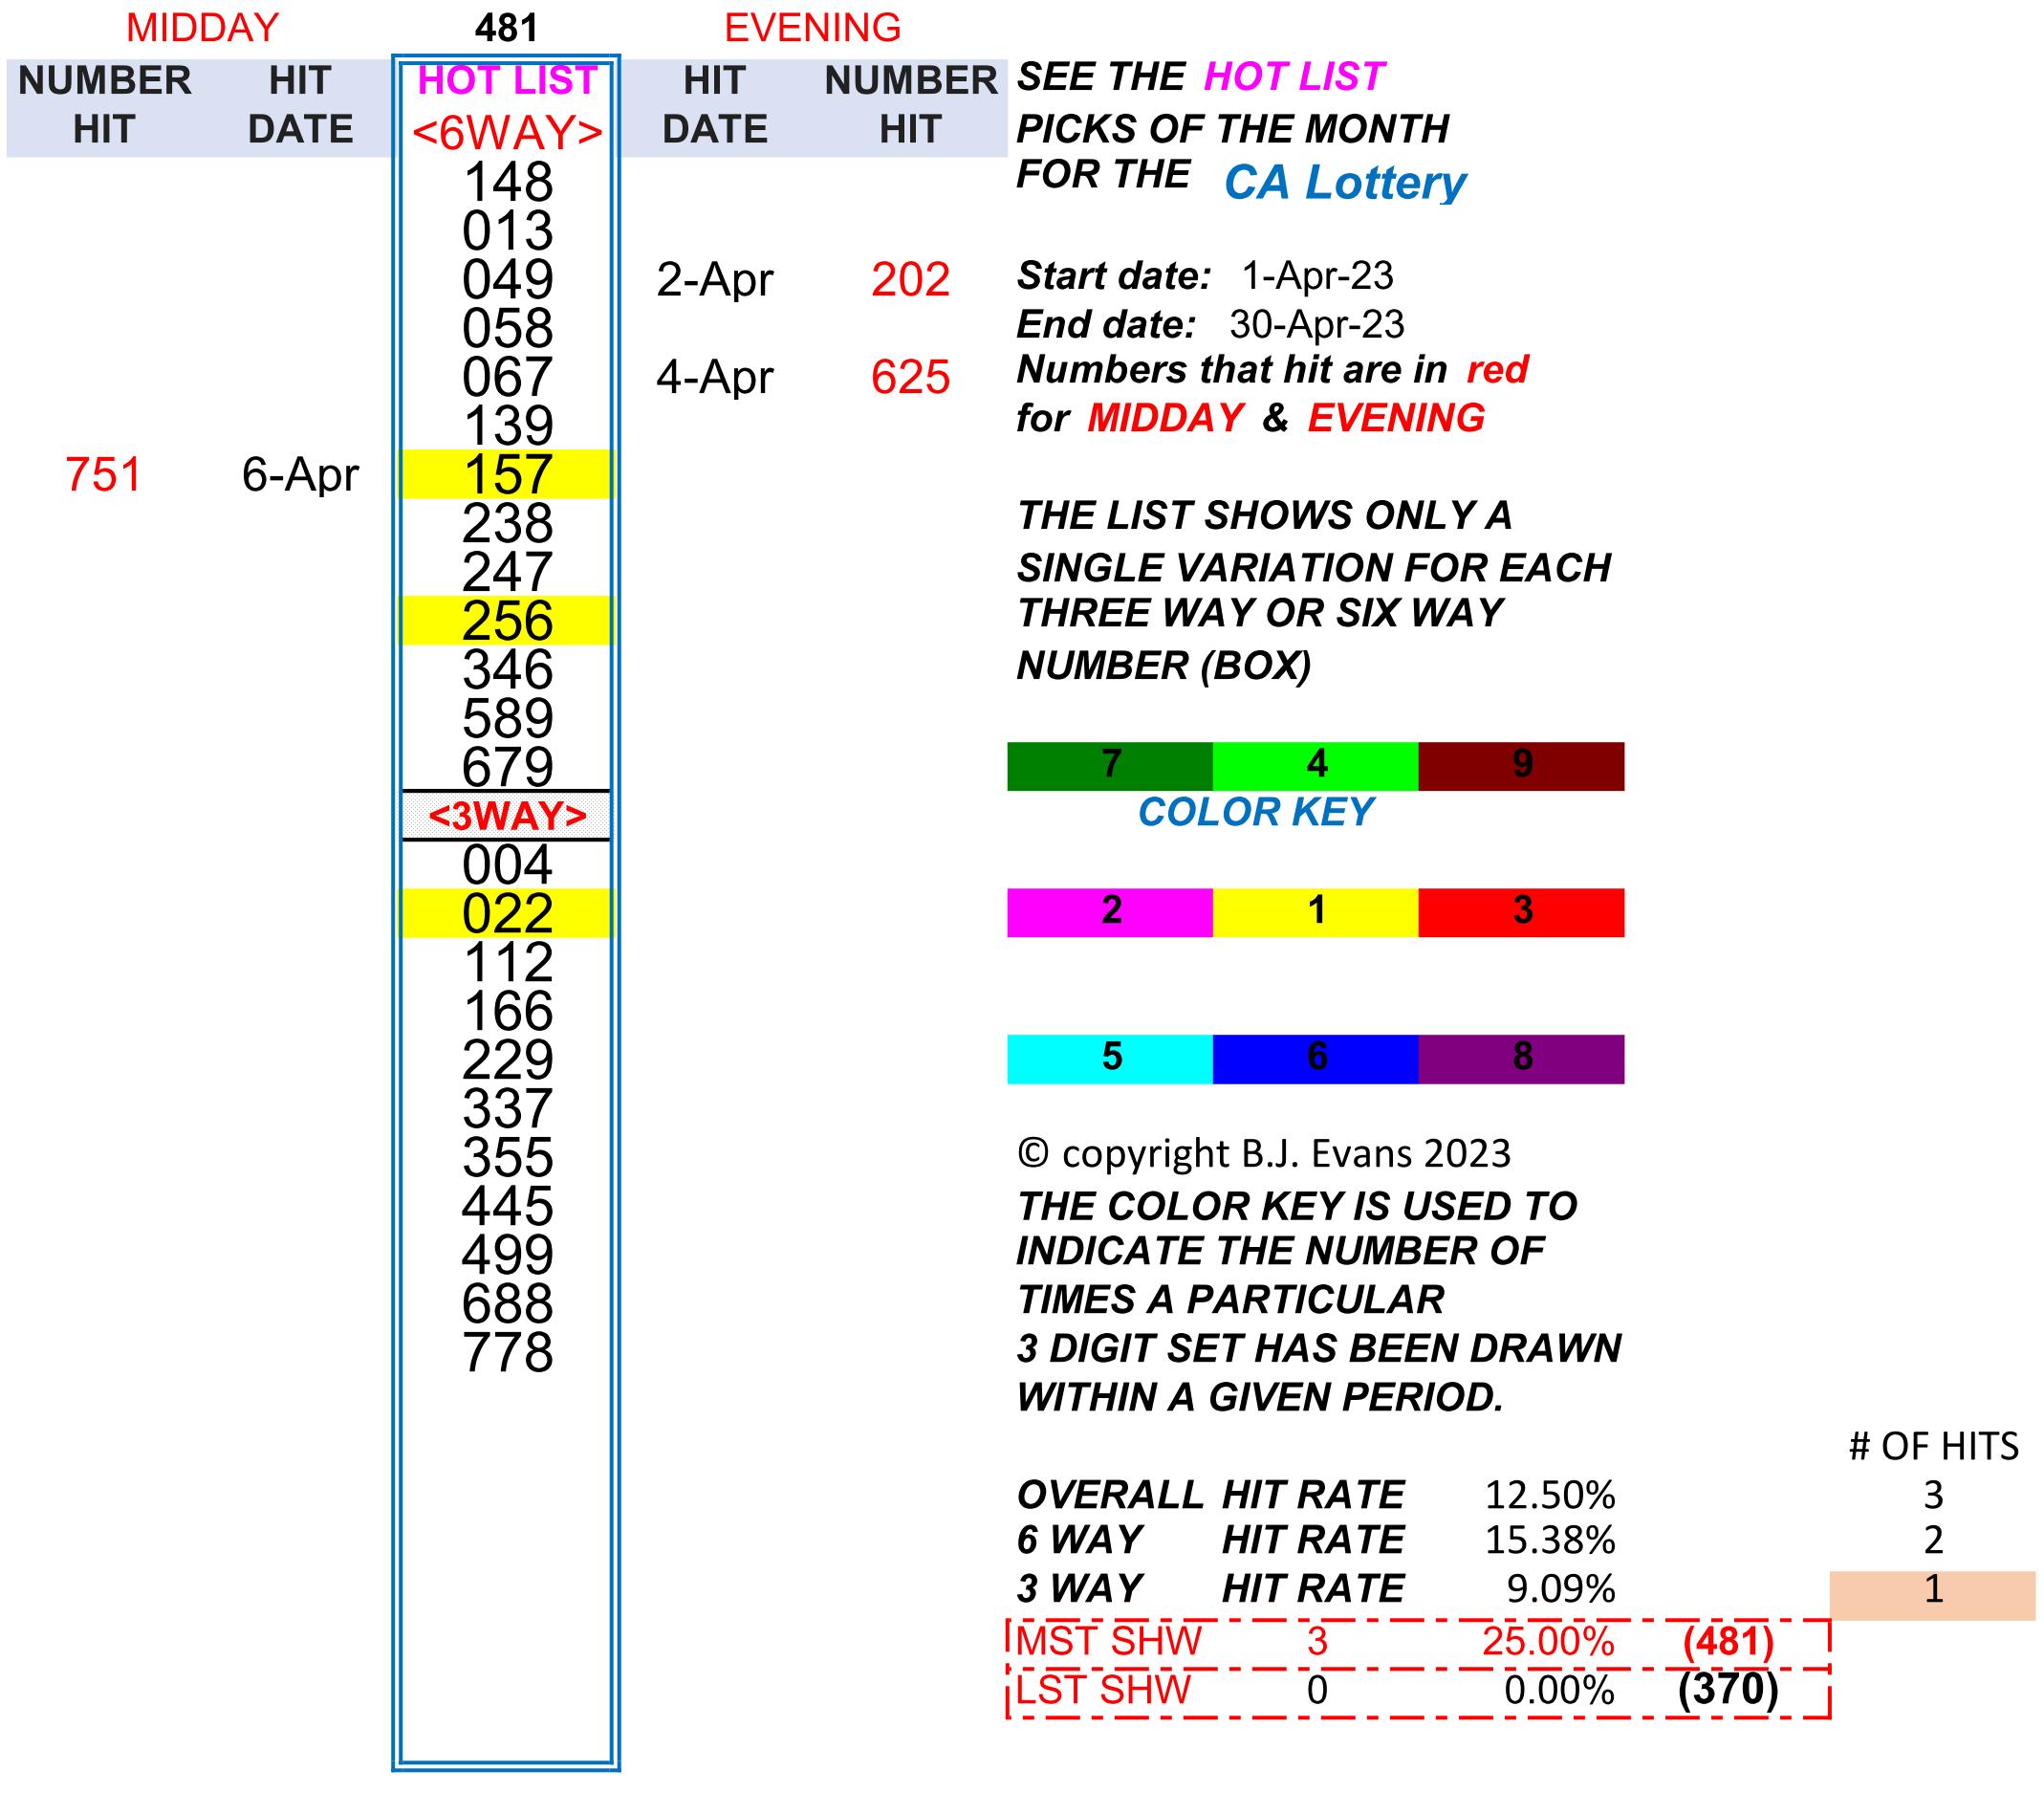 MIDDAY 481 EVENING
NUMBER HIT HOT LIST HIT NUMBER
HIT DATE <6WAY> DATE HIT
148
013
049 2-Apr 202
058
067 4-Apr 625
139
751 6-Apr 157
238
247
256
346
589
679
<3WAY>
004
022
112
166
229
337
355
445
499
688
778
SEE THE HOT LIST
PICKS OF THE MONTH
FOR THE CA Lottery
Start date: 1-Apr-23
End date: 30-Apr-23
Numbers that hit are in red
for MIDDAY & EVENING
THE LIST SHOWS ONLY A
SINGLE VARIATION FOR EACH
THREE WAY OR SIX WAY
NUMBER (BOX)
7 4 9
COLOR KEY
2 1 3
5 6 8
© copyright B.J. Evans 2023
THE COLOR KEY IS USED TO
INDICATE THE NUMBER OF
TIMES A PARTICULAR
3 DIGIT SET HAS BEEN DRAWN
WITHIN A GIVEN PERIOD.
# OF HITS
OVERALL HIT RATE 12.50% 3
6 WAY HIT RATE 15.38% 2
3 WAY HIT RATE 9.09% 1
MST SHW 3 25.00% (481)
LST SHW 0 0.00% (370)